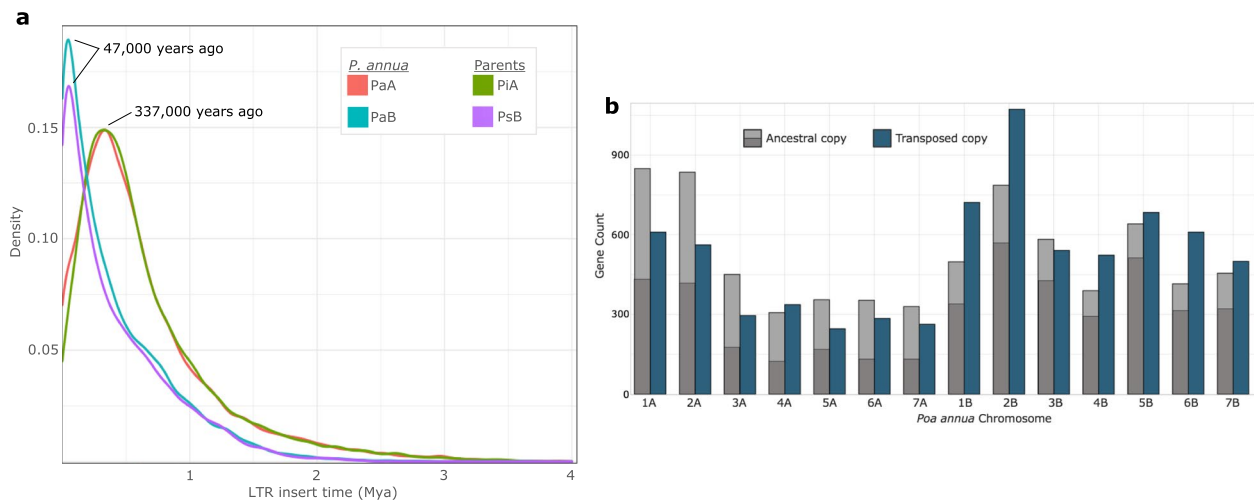 a
47,000 years ago
337,000 years ago
P. annua Parents
PaA PiA
PaB PsB
0.15
0.10
0.05
Density
1 2 3 4
LTR insert time (Mya)
b
Ancestral copy Transposed copy
900
600
300
0
Gene Count
1A 2A 3A 4A 5A 6A 7A 1B 2B 3B 4B 5B 6B 7B
Poa annua Chromosome